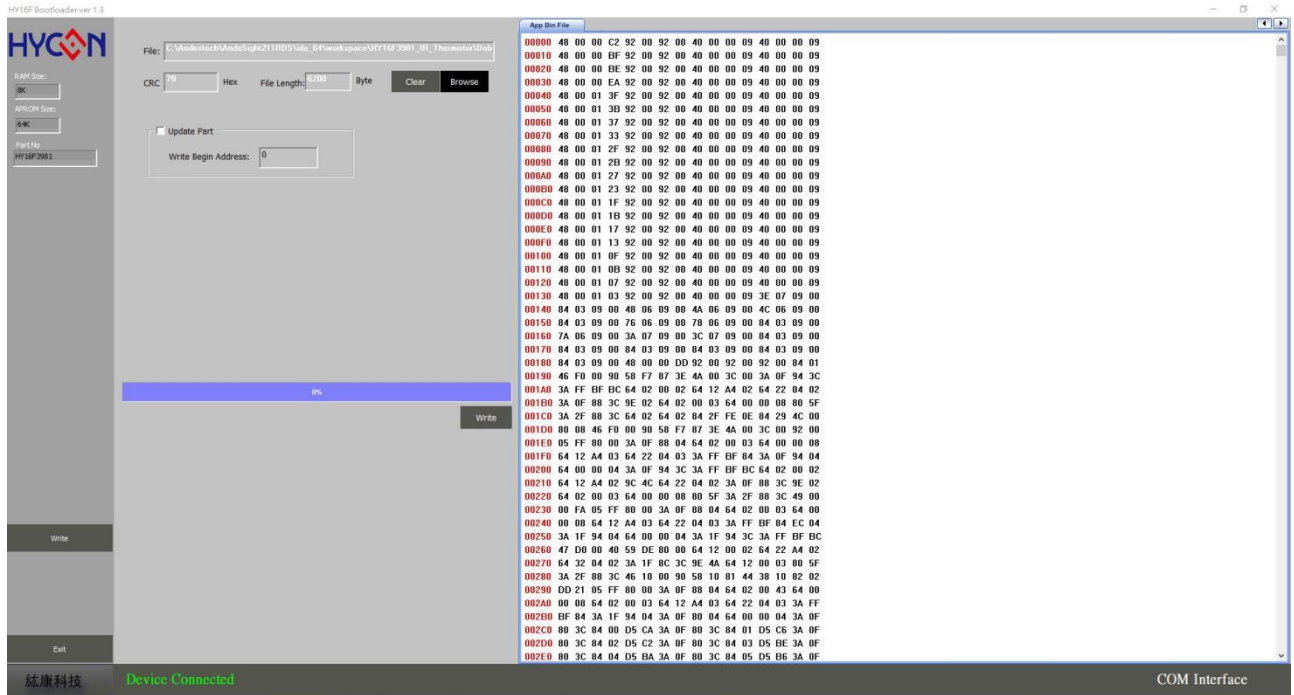 HY16F Bootloader ver 1.3
HYCON
RAM Size:
8K
APROM Size:
64K
Part No
HY16F3981
Write
Exit
File: C:\Andestech\AndeSight211RDS\ide_64\workspace\HY16F3981_IR_Thermistor\Deb
CRC 70 Hex File Length: 6200 Byte Clear Browse
Update Part
Write Begin Address: 0
0%
Write
App Bin File
00000 48 00 00 C2 92 00 92 00 40 00 00 09 40 00 00 09
00010 48 00 00 BF 92 00 92 00 40 00 00 09 40 00 00 09
00020 48 00 00 BE 92 00 92 00 40 00 00 09 40 00 00 09
00030 48 00 00 EA 92 00 92 00 40 00 00 09 40 00 00 09
00040 48 00 01 3F 92 00 92 00 40 00 00 09 40 00 00 09
00050 48 00 01 3B 92 00 92 00 40 00 00 09 40 00 00 09
00060 48 00 01 37 92 00 92 00 40 00 00 09 40 00 00 09
00070 48 00 01 33 92 00 92 00 40 00 00 09 40 00 00 09
00080 48 00 01 2F 92 00 92 00 40 00 00 09 40 00 00 09
00090 48 00 01 2B 92 00 92 00 40 00 00 09 40 00 00 09
000A0 48 00 01 27 92 00 92 00 40 00 00 09 40 00 00 09
000B0 48 00 01 23 92 00 92 00 40 00 00 09 40 00 00 09
000C0 48 00 01 1F 92 00 92 00 40 00 00 09 40 00 00 09
000D0 48 00 01 1B 92 00 92 00 40 00 00 09 40 00 00 09
000E0 48 00 01 17 92 00 92 00 40 00 00 09 40 00 00 09
000F0 48 00 01 13 92 00 92 00 40 00 00 09 40 00 00 09
00100 48 00 01 0F 92 00 92 00 40 00 00 09 40 00 00 09
00110 48 00 01 0B 92 00 92 00 40 00 00 09 40 00 00 09
00120 48 00 01 07 92 00 92 00 40 00 00 09 40 00 00 09
00130 48 00 01 03 92 00 92 00 40 00 00 09 3E 07 09 00
00140 84 03 09 00 48 06 09 00 4A 06 09 00 4C 06 09 00
00150 84 03 09 00 76 06 09 00 78 06 09 00 84 03 09 00
00160 7A 06 09 00 3A 07 09 00 3C 07 09 00 84 03 09 00
00170 84 03 09 00 84 03 09 00 84 03 09 00 84 03 09 00
00180 84 03 09 00 48 00 00 DD 92 00 92 00 92 00 84 01
00190 46 F0 00 90 58 F7 87 3E 4A 00 3C 00 3A 0F 94 3C
001A0 3A FF BF BC 64 02 00 02 64 12 A4 02 64 22 04 02
001B0 3A 0F 88 3C 9E 02 64 02 00 03 64 00 00 08 80 5F
001C0 3A 2F 88 3C 64 02 64 02 84 2F FE 0E 84 29 4C 00
001D0 80 08 46 F0 00 90 58 F7 87 3E 4A 00 3C 00 92 00
001E0 05 FF 80 00 3A 0F 88 04 64 02 00 03 64 00 00 08
001F0 64 12 A4 03 64 22 04 03 3A FF BF 84 3A 0F 94 04
00200 64 00 00 04 3A 0F 94 3C 3A FF BF BC 64 02 00 02
00210 64 12 A4 02 9C 4C 64 22 04 02 3A 0F 88 3C 9E 02
00220 64 02 00 03 64 00 00 08 80 5F 3A 2F 88 3C 49 00
00230 00 FA 05 FF 80 00 3A 0F 88 04 64 02 00 03 64 00
00240 00 08 64 12 A4 03 64 22 04 03 3A FF BF 84 EC 04
00250 3A 1F 94 04 64 00 00 04 3A 1F 94 3C 3A FF BF BC
00260 47 D0 00 40 59 DE 80 00 64 12 00 02 64 22 A4 02
00270 64 32 04 02 3A 1F 8C 3C 9E 4A 64 12 00 03 80 5F
00280 3A 2F 88 3C 46 10 00 90 58 10 81 44 38 10 82 02
00290 DD 21 05 FF 80 00 3A 0F 88 04 64 02 00 43 64 00
002A0 00 08 64 02 00 03 64 12 A4 03 64 22 04 03 3A FF
002B0 BF 84 3A 1F 94 04 3A 0F 80 04 64 00 00 04 3A 0F
002C0 80 3C 84 00 D5 CA 3A 0F 80 3C 84 01 D5 C6 3A 0F
002D0 80 3C 84 02 D5 C2 3A 0F 80 3C 84 03 D5 BE 3A 0F
002E0 80 3C 84 04 D5 BA 3A 0F 80 3C 84 05 D5 B6 3A 0F
紘康科技 Device Connected COM Interface